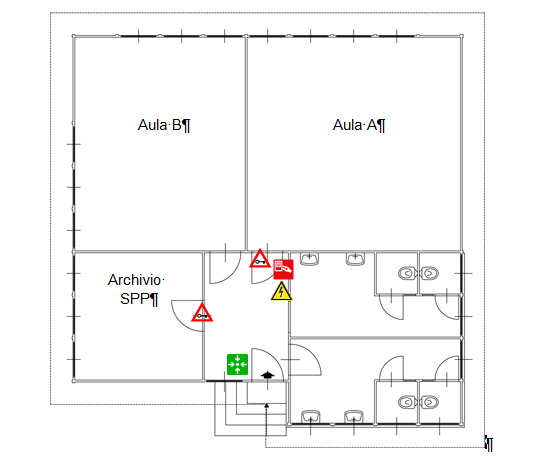 Aula·B¶
Aula·A¶
Archivio·
SPP¶
¶